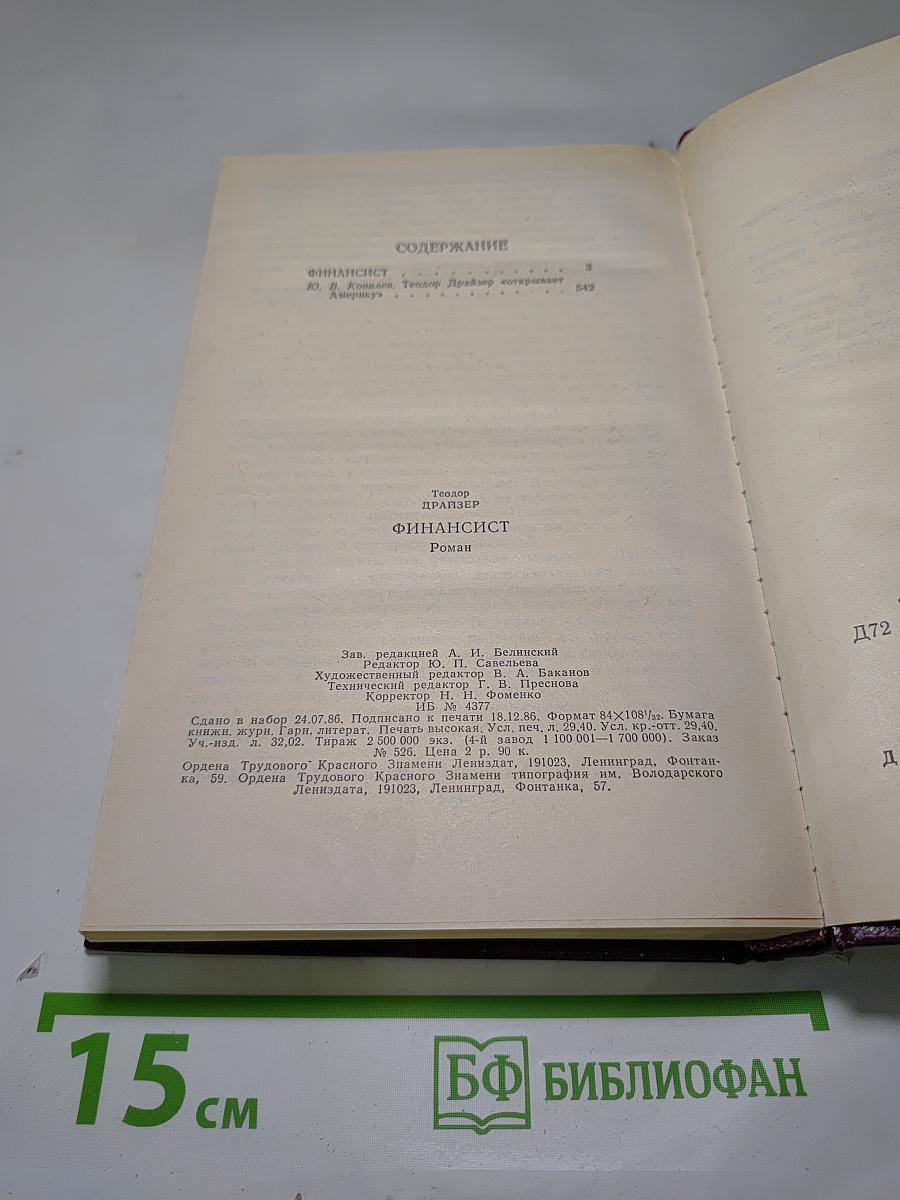 СОДЕРЖАНИЕ
ФИНАНСИСТ . . . . . . . . . . . 3
Ю. В. Ковалев. Теодор Драйзер «открывает
Америку» . . . . . . . . . . . 542
Теодор
ДРАЙЗЕР
ФИНАНСИСТ
Роман
Зав. редакцией А. И. Белинский
Редактор Ю. П. Савельева
Художественный редактор В. А. Баканов
Технический редактор Г. В. Преснова
Корректор Н. Н. Фоменко
ИБ № 4377
Сдано в набор 24.07.86. Подписано к печати 18.12.86. Формат 84×108¹/₃₂. Бумага
книжн. журн. Гарн. литерат. Печать высокая. Усл. печ. л. 29,40. Усл. кр.-отт. 29,40.
Уч.-изд. л. 32,02. Тираж 2 500 000 экз. (4-й завод 1 100 001—1 700 000). Заказ
№ 526. Цена 2 р. 90 к.
Ордена Трудового Красного Знамени Лениздат, 191023, Ленинград, Фонтан-
ка, 59. Ордена Трудового Красного Знамени типография им. Володарского
Лениздата, 191023, Ленинград, Фонтанка, 57.
Д72
Д
15 см
БФ БИБЛИОФАН